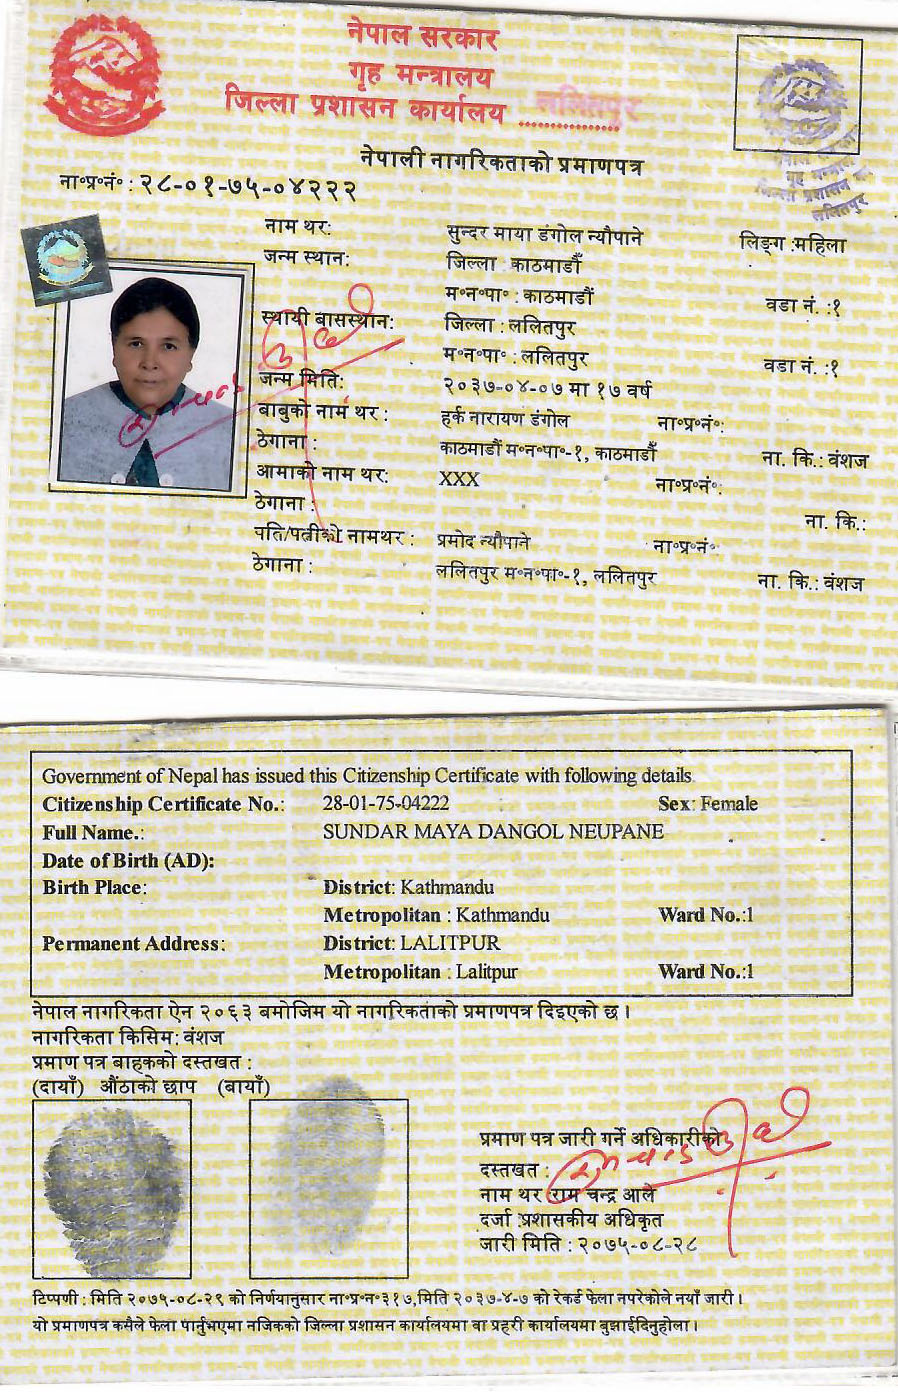 नेपाल सरकार
गृह मन्त्रालय
जिल्ला प्रशासन कार्यालय ललितपुर
नेपाली नागरिकताको प्रमाणपत्र
गृह मन्त्रालय
जिल्ला प्रशासन
ललितपुर
ना॰प्र॰नं॰ : २८-०१-७५-०४२२२
नाम थर: सुन्दर माया डंगोल न्यौपाने लिङ्ग :महिला
जन्म स्थान: जिल्ला : काठमाडौँ
म॰न॰पा॰ : काठमाडौं वडा नं. :१
स्थायी बासस्थान: जिल्ला : ललितपुर
म॰न॰पा॰ : ललितपुर वडा नं. :१
जन्म मिति: २०३७-०४-०७ मा १७ वर्ष
बाबुको नाम थर : हर्क नारायण डंगोल ना॰प्र॰नं॰:
ठेगाना : काठमाडौं म॰न॰पा॰-१, काठमाडौँ ना. कि.: वंशज
आमाको नाम थर: XXX ना॰प्र॰नं॰:
ठेगाना : ना. कि.:
पति/पत्नीको नामथर : प्रमोद न्यौपाने ना॰प्र॰नं॰
ठेगाना : ललितपुर म॰न॰पा॰-१, ललितपुर ना. कि.: वंशज
Government of Nepal has issued this Citizenship Certificate with following details.
Citizenship Certificate No.: 28-01-75-04222 Sex: Female
Full Name.: SUNDAR MAYA DANGOL NEUPANE
Date of Birth (AD):
Birth Place: District: Kathmandu
Metropolitan : Kathmandu Ward No.:1
Permanent Address: District: LALITPUR
Metropolitan : Lalitpur Ward No.:1
नेपाल नागरिकता ऐन २०६३ बमोजिम यो नागरिकताको प्रमाणपत्र दिइएको छ।
नागरिकता किसिम: वंशज
प्रमाण पत्र बाहकको दस्तखत :
(दायाँ) औंठाको छाप (बायाँ)
प्रमाण पत्र जारी गर्ने अधिकारीको
दस्तखत :
नाम थर :राम चन्द्र आले
दर्जा :प्रशासकीय अधिकृत
जारी मिति : २०७५-०८-२८
टिप्पणी : मिति २०७५-०८-२९ को निर्णयानुसार ना॰प्र॰न॰३१७,मिति २०३७-४-७ को रेकर्ड फेला नपरेकोले नयाँ जारी।
यो प्रमाणपत्र कसैले फेला पार्नुभएमा नजिकको जिल्ला प्रशासन कार्यालयमा वा प्रहरी कार्यालयमा बुझाईदिनुहोला।